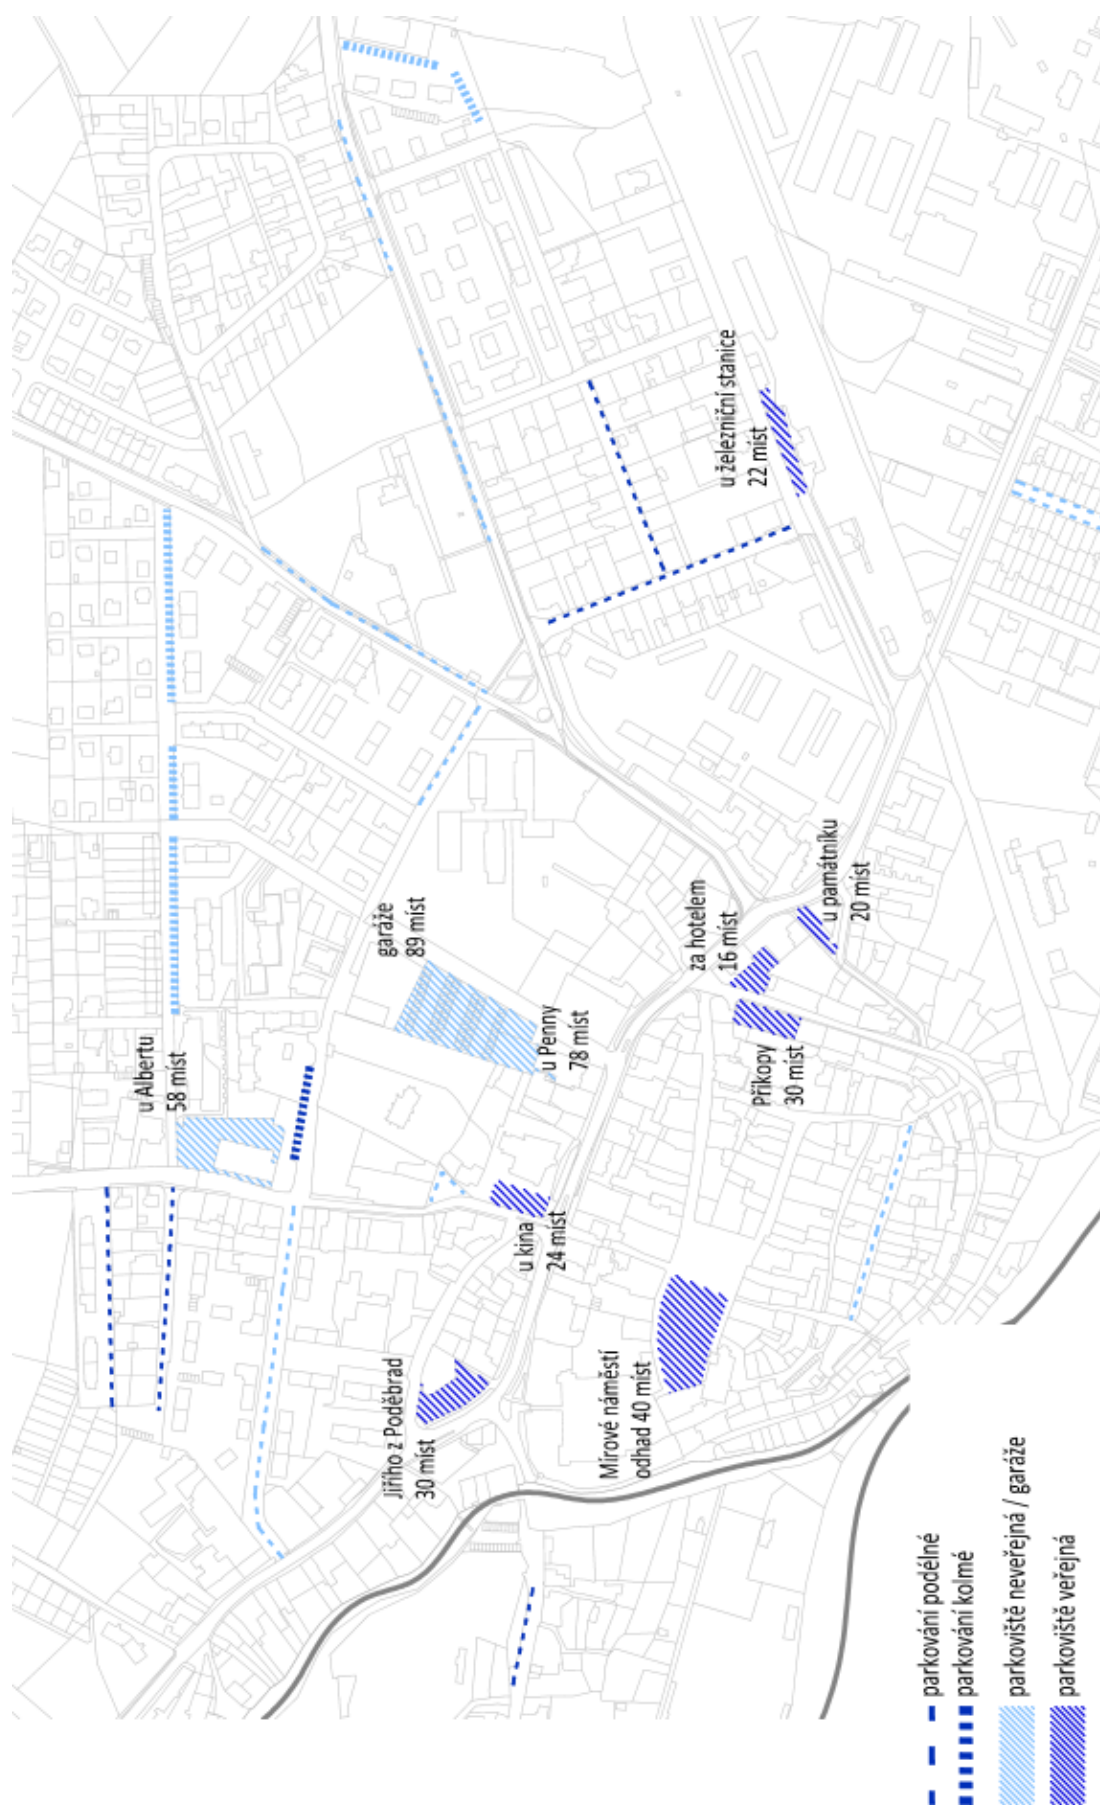 u železniční stanice
22 míst
u památníku
20 míst
za hotelem
16 míst
garáže
89 míst
u Penny
78 míst
Příkopy
30 míst
u Albertu
58 míst
u kina
24 míst
Mírové náměstí
odhad 40 míst
Jiřího z Poděbrad
30 míst
parkování podélné
parkování kolmé
parkoviště neveřejná / garáže
parkoviště veřejná